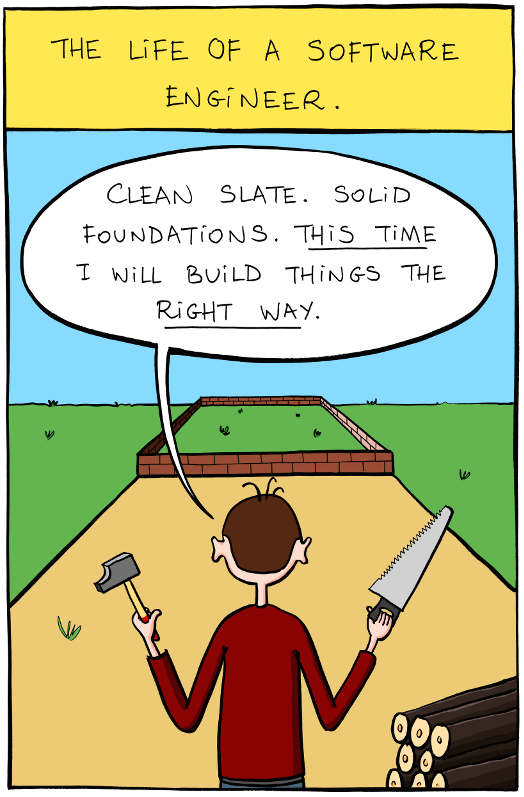 THE LIFE OF A SOFTWARE
ENGINEER.
CLEAN SLATE. SOLID
FOUNDATIONS. THIS TIME
I WILL BUILD THINGS THE
RIGHT WAY.